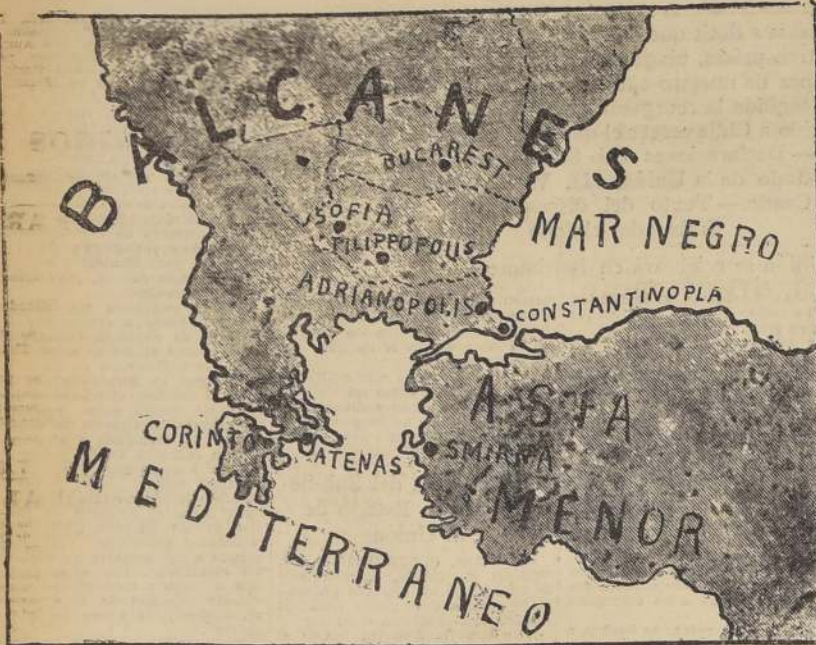 BALCANES
BUCAREST
SOFIA
FILIPPOPOLIS
MAR NEGRO
ADRIANOPOLIS
CONSTANTINOPLA
ASIA
CORINTO
ATENAS
SMIRNA
MENOR
MEDITERRANEO